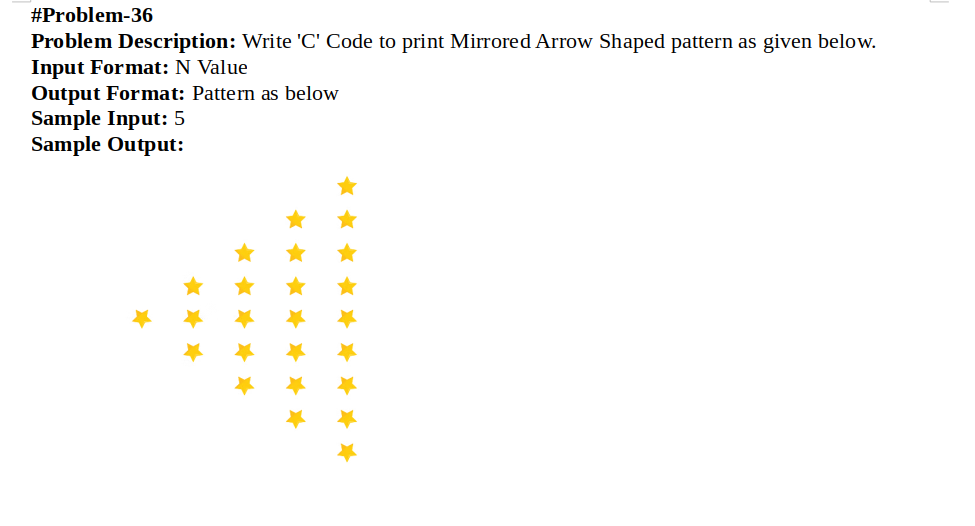 #Problem-36
Problem Description: Write 'C' Code to print Mirrored Arrow Shaped pattern as given below.
Input Format: N Value
Output Format: Pattern as below
Sample Input: 5
Sample Output: